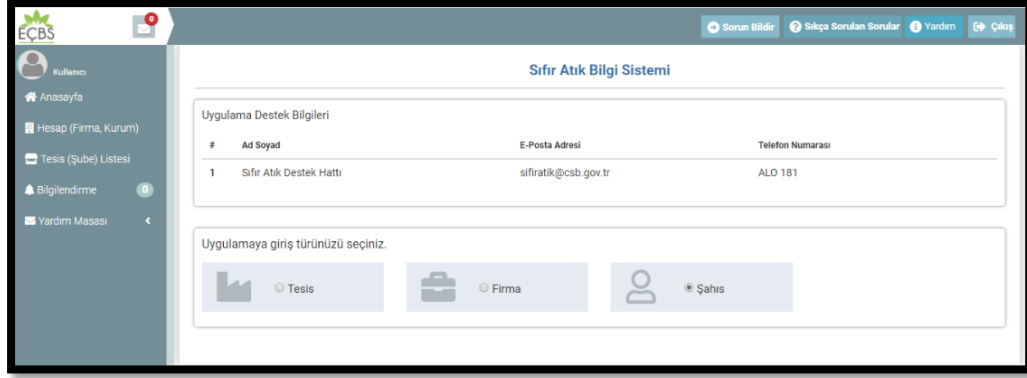 EÇBS
0
Sorun Bildir
Sıkça Sorulan Sorular
Yardım
Çıkış
Kullanıcı
Anasayfa
Hesap (Firma, Kurum)
Tesis (Şube) Listesi
Bilgilendirme 0
Yardım Masası
Sıfır Atık Bilgi Sistemi
Uygulama Destek Bilgileri
# Ad Soyad E-Posta Adresi Telefon Numarası
1 Sıfır Atık Destek Hattı sifiratik@csb.gov.tr ALO 181
Uygulamaya giriş türünüzü seçiniz.
Tesis
Firma
Şahıs